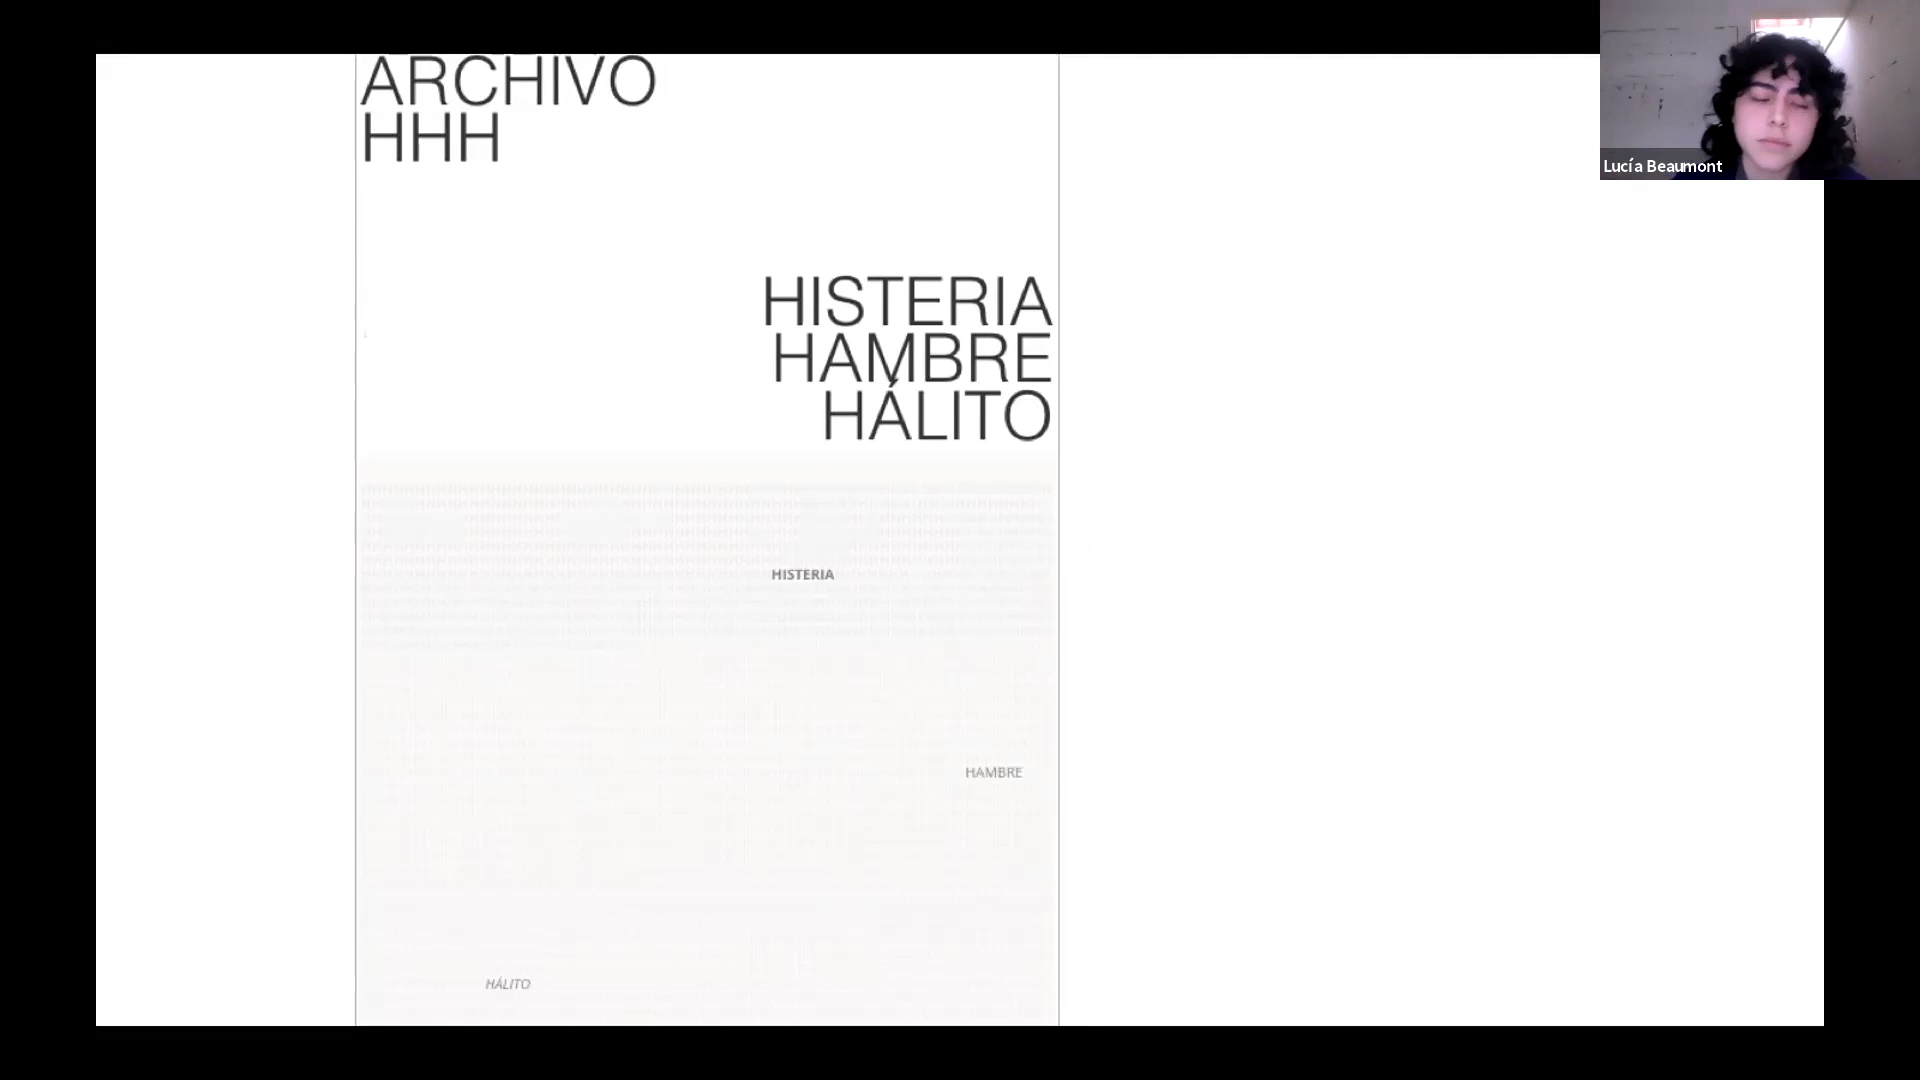 ARCHIVO
HHH
Lucía Beaumont
HISTERIA
HAMBRE
HÁLITO
HISTERIA
HAMBRE
HÁLITO